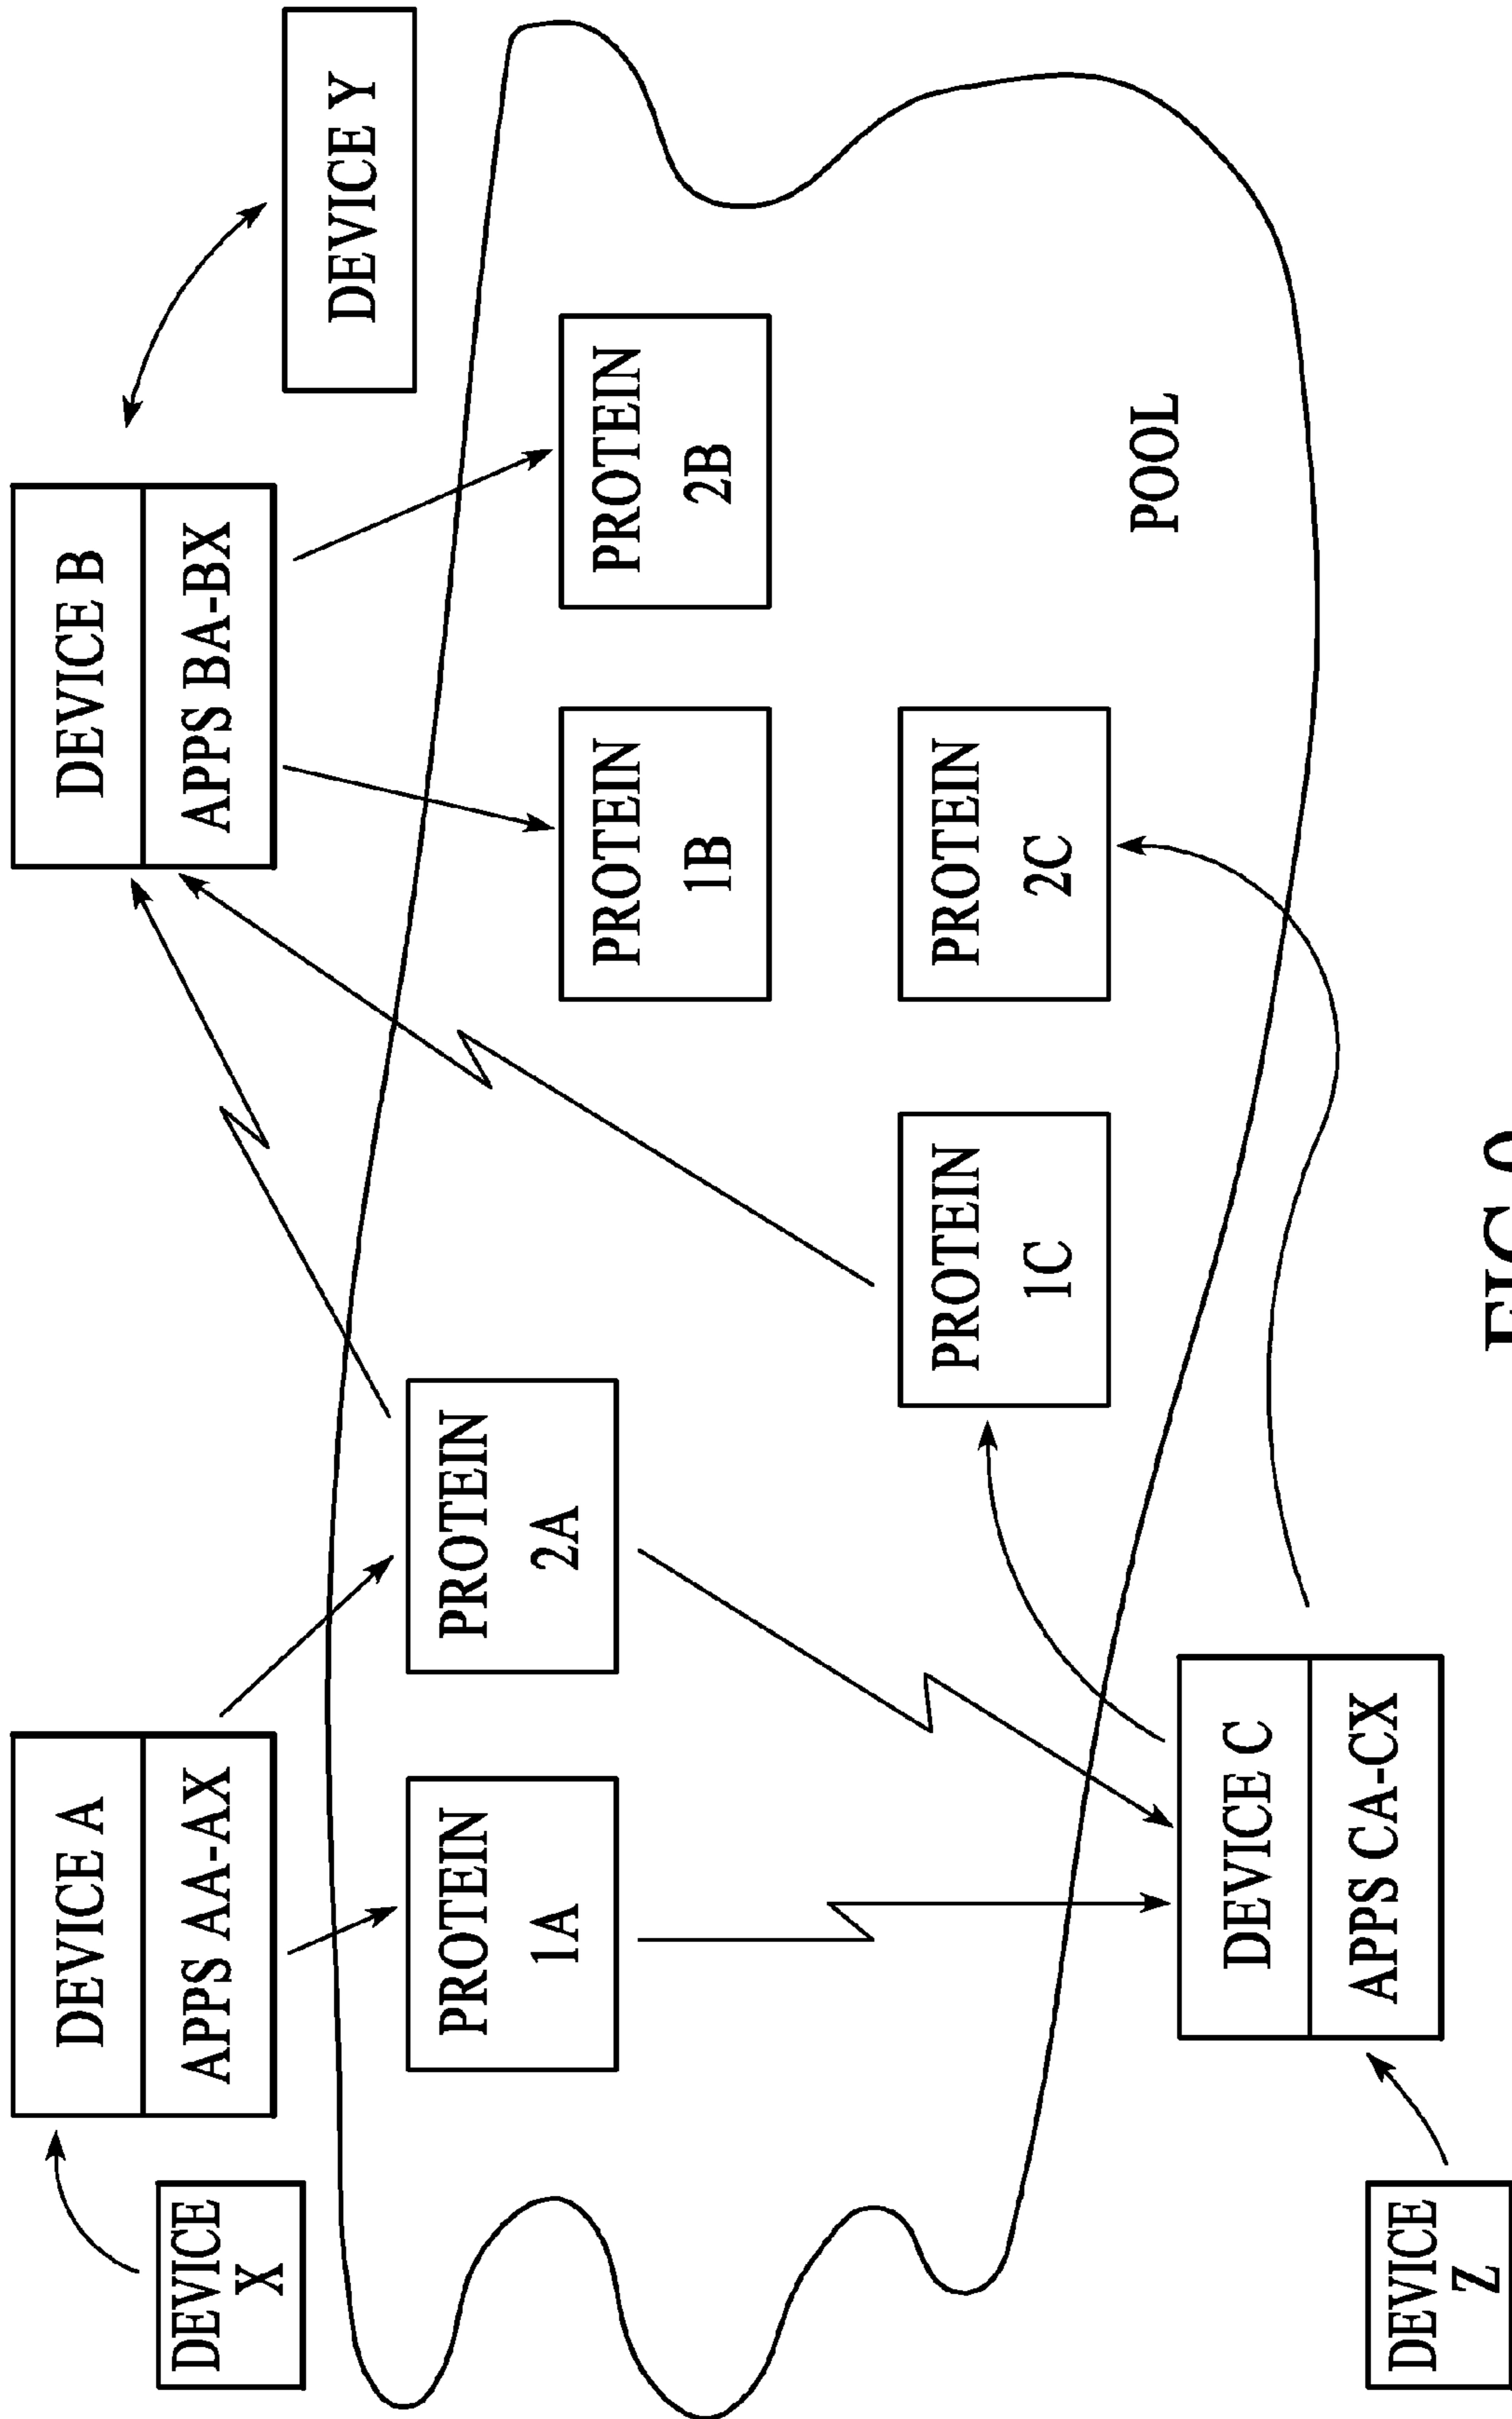 DEVICE
X
DEVICE A
APPS AA-AX
DEVICE B
APPS BA-BX
DEVICE Y
PROTEIN
1A
PROTEIN
2A
PROTEIN
1B
PROTEIN
2B
PROTEIN
1C
PROTEIN
2C
POOL
DEVICE
Z
DEVICE C
APPS CA-CX